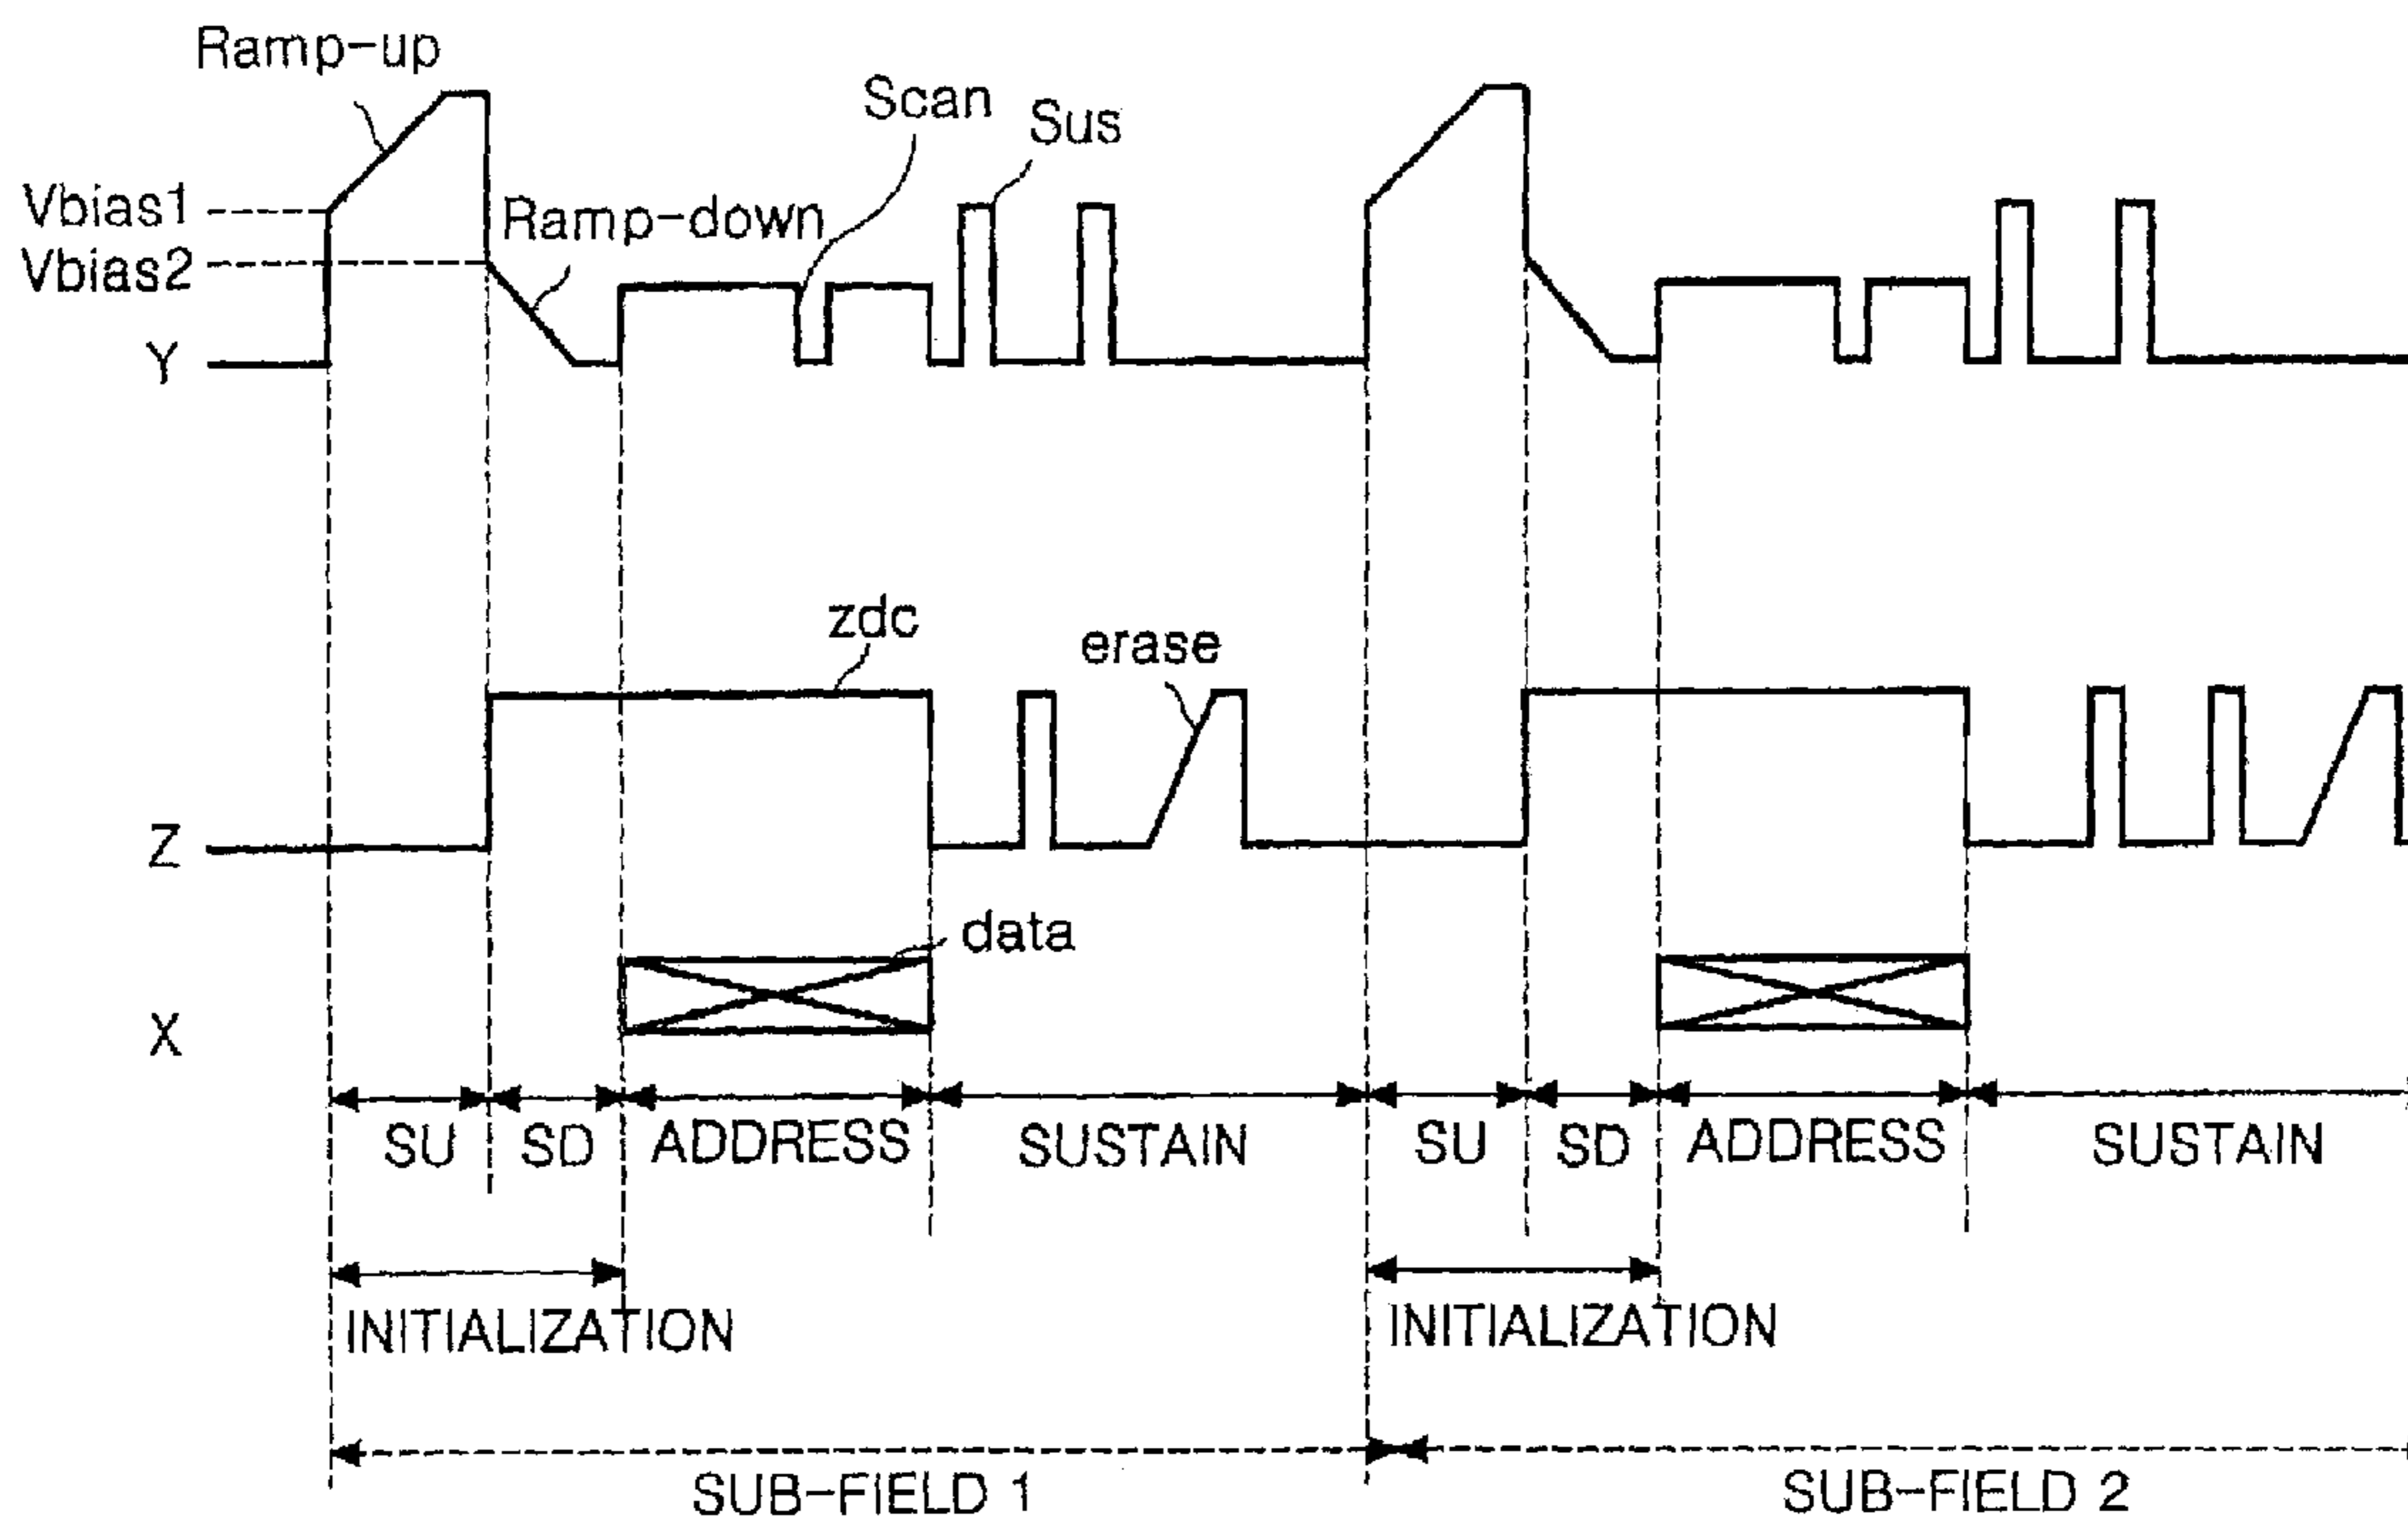 Ramp-up
Scan
Sus
Vbias1
Ramp-down
Vbias2
Y
zdc
erase
Z
data
X
SU SD ADDRESS SUSTAIN SU SD ADDRESS SUSTAIN
INITIALIZATION INITIALIZATION
SUB-FIELD 1 SUB-FIELD 2